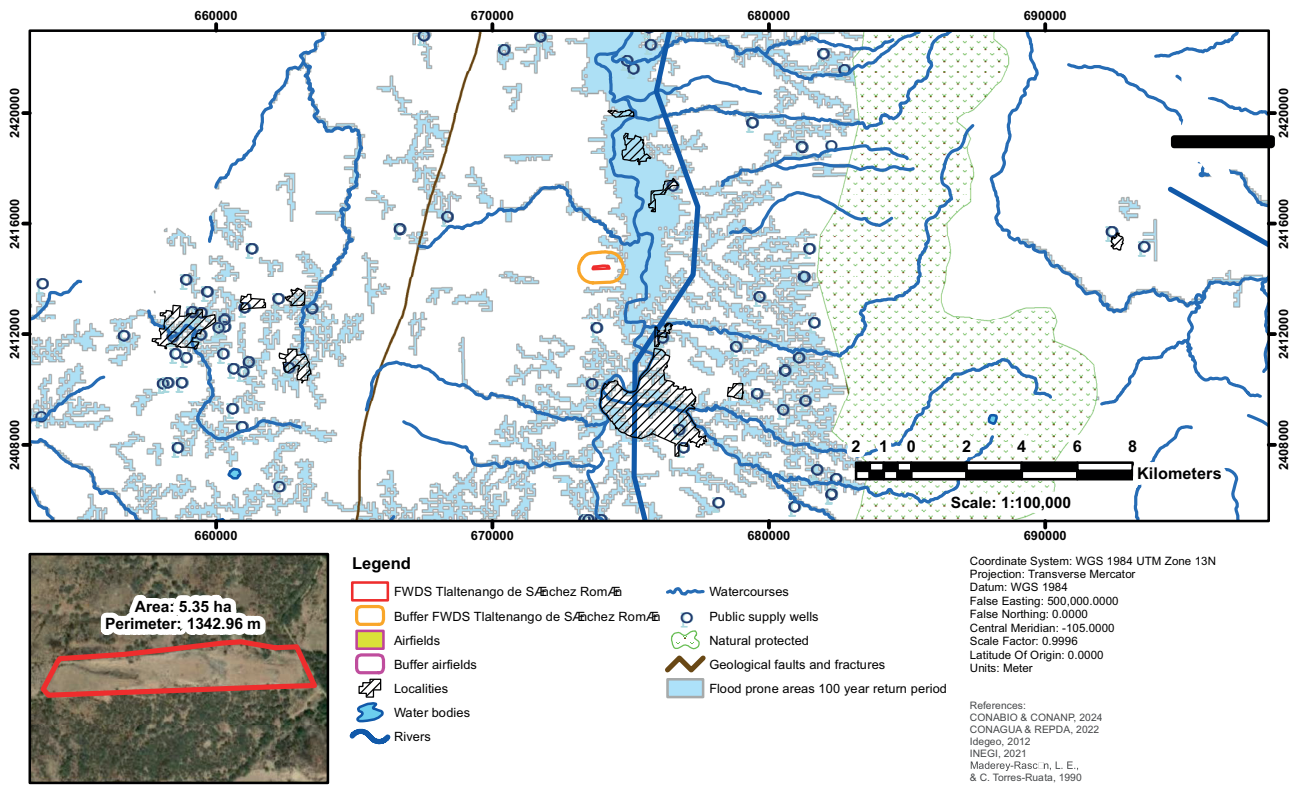 660000 670000 680000 690000
2420000 2420000
2416000 2416000
2412000 2412000
2408000 2408000
2 1 0 2 4 6 8
Kilometers
Scale: 1:100,000
660000 670000 680000 690000
Area: 5.35 ha
Perimeter: 1342.96 m
Legend
FWDS Tlaltenango de SÆnchez RomÆn
Buffer FWDS Tlaltenango de SÆnchez RomÆn
Airfields
Buffer airfields
Localities
Water bodies
Rivers
Watercourses
Public supply wells
Natural protected
Geological faults and fractures
Flood prone areas 100 year return period
Coordinate System: WGS 1984 UTM Zone 13N
Projection: Transverse Mercator
Datum: WGS 1984
False Easting: 500,000.0000
False Northing: 0.0000
Central Meridian: -105.0000
Scale Factor: 0.9996
Latitude Of Origin: 0.0000
Units: Meter
References:
CONABIO & CONANP, 2024
CONAGUA & REPDA, 2022
Idegeo, 2012
INEGI, 2021
Maderey-Rasc□n, L. E.,
& C. Torres-Ruata, 1990